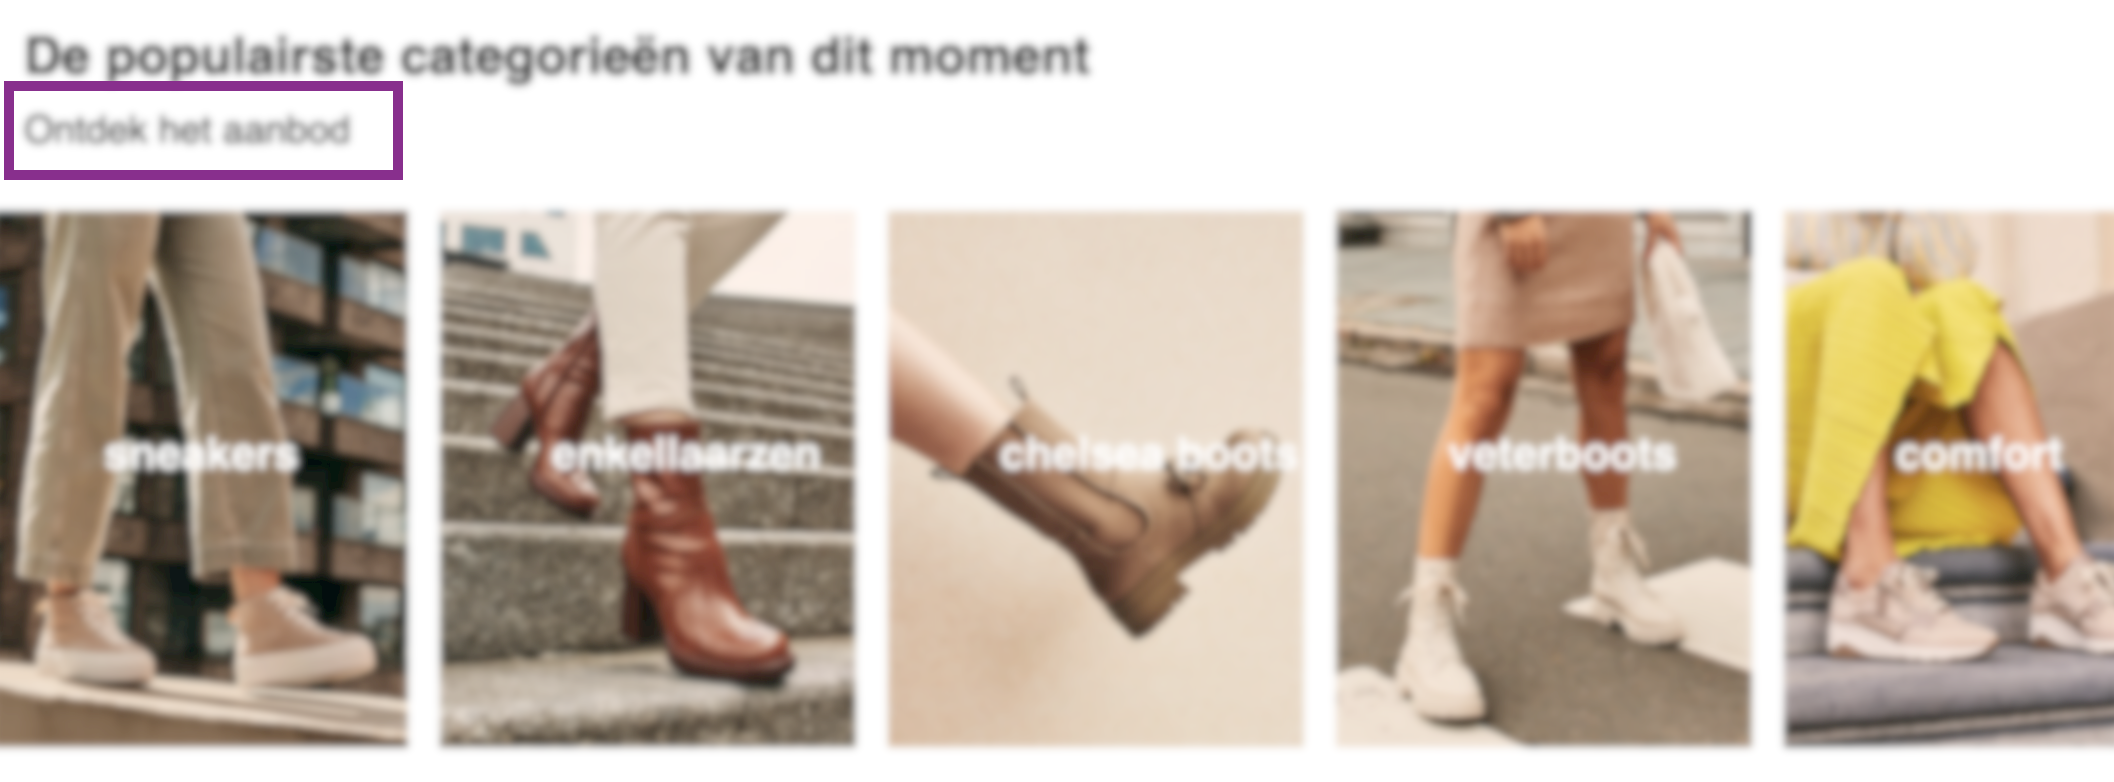 De populairste categorieën van dit moment
Ontdek het aanbod
sneakers
enkellaarzen
chelsea boots
veterboots
comfort